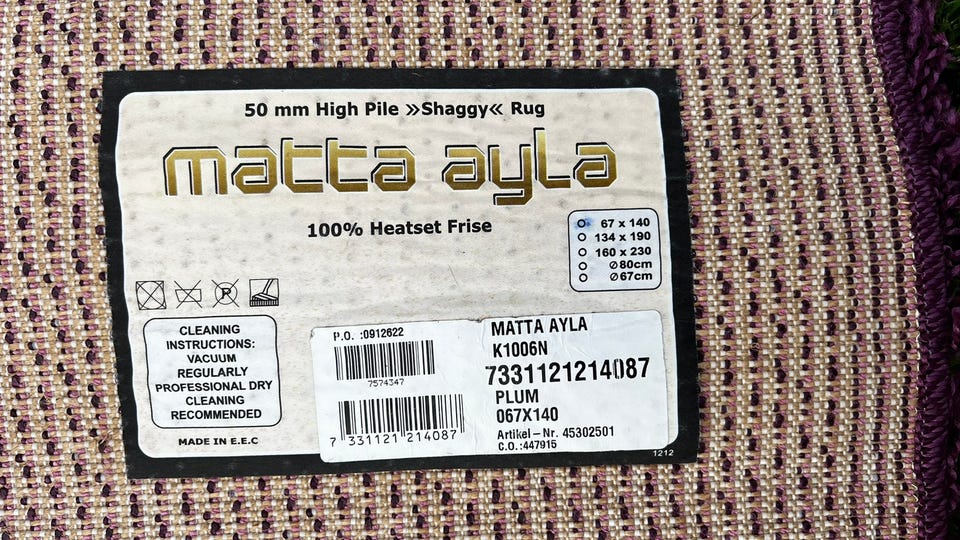 50 mm High Pile »Shaggy« Rug
matta ayla
100% Heatset Frise
67 x 140
134 x 190
160 x 230
⌀80cm
⌀67cm
P
CLEANING
INSTRUCTIONS:
VACUUM
REGULARLY
PROFESSIONAL DRY
CLEANING
RECOMMENDED
MADE IN E.E.C
P.O. :0912622
7574347
7 331121 214087
MATTA AYLA
K1006N
7331121214087
PLUM
067X140
Artikel-Nr. 45302501
C.O.:447915
1212